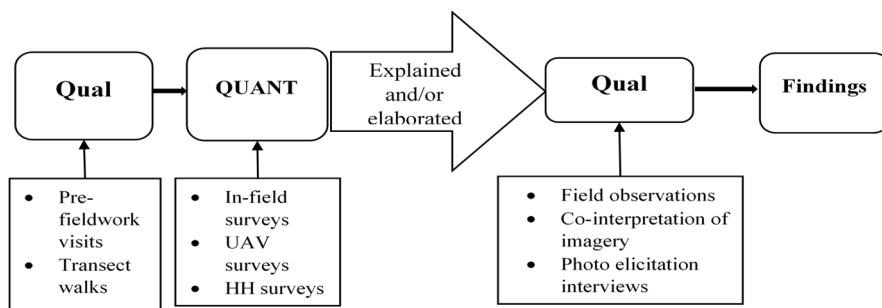 Qual
QUANT
Explained
and/or
elaborated
Qual
Findings
• Pre-
fieldwork
visits
• Transect
walks
• In-field
surveys
• UAV
surveys
• HH surveys
• Field observations
• Co-interpretation of
imagery
• Photo elicitation
interviews